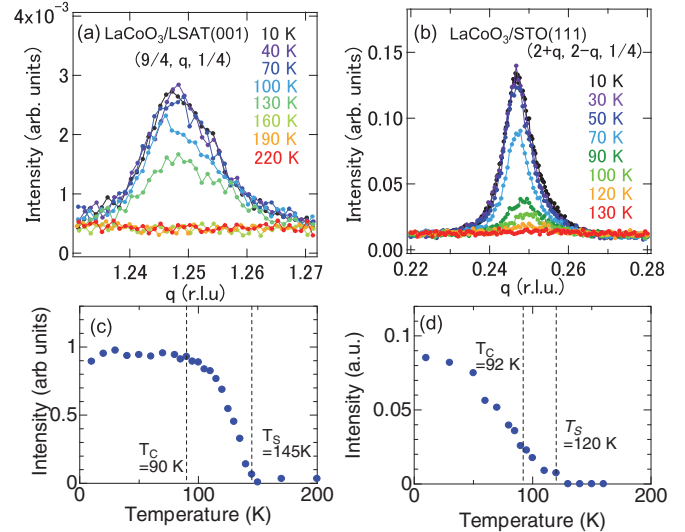 4×10⁻³
3
2
1
0
Intensity (arb. units)
(a) LaCoO₃/LSAT(001)
(9/4, q, 1/4)
10 K
40 K
70 K
100 K
130 K
160 K
190 K
220 K
1.24 1.25 1.26 1.27
q (r.l.u)
0.15
0.10
0.05
0.00
Intensity (arb. units)
(b) LaCoO₃/STO(111)
(2+q, 2-q, 1/4)
10 K
30 K
50 K
70 K
90 K
100 K
120 K
130 K
0.22 0.24 0.26 0.28
q (r.l.u.)
(c)
1
0.5
0
Intensity (arb units)
T_C
=90 K
T_S
=145K
0 100 200
Temperature (K)
(d)
0.1
0.05
0
Intensity (a.u.)
T_C
=92 K
T_S
=120 K
0 100 200
Temperature (K)